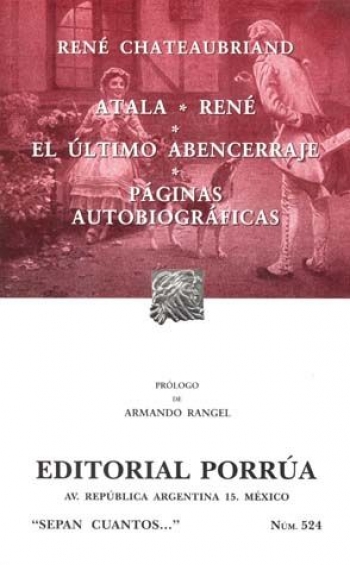 RENÉ CHATEAUBRIAND
ATALA * RENÉ
*
EL ÚLTIMO ABENCERRAJE
*
PÁGINAS
AUTOBIOGRÁFICAS
PRÓLOGO
DE
ARMANDO RANGEL
EDITORIAL PORRÚA
AV. REPÚBLICA ARGENTINA 15. MÉXICO
“SEPAN CUANTOS...” NÚM. 524